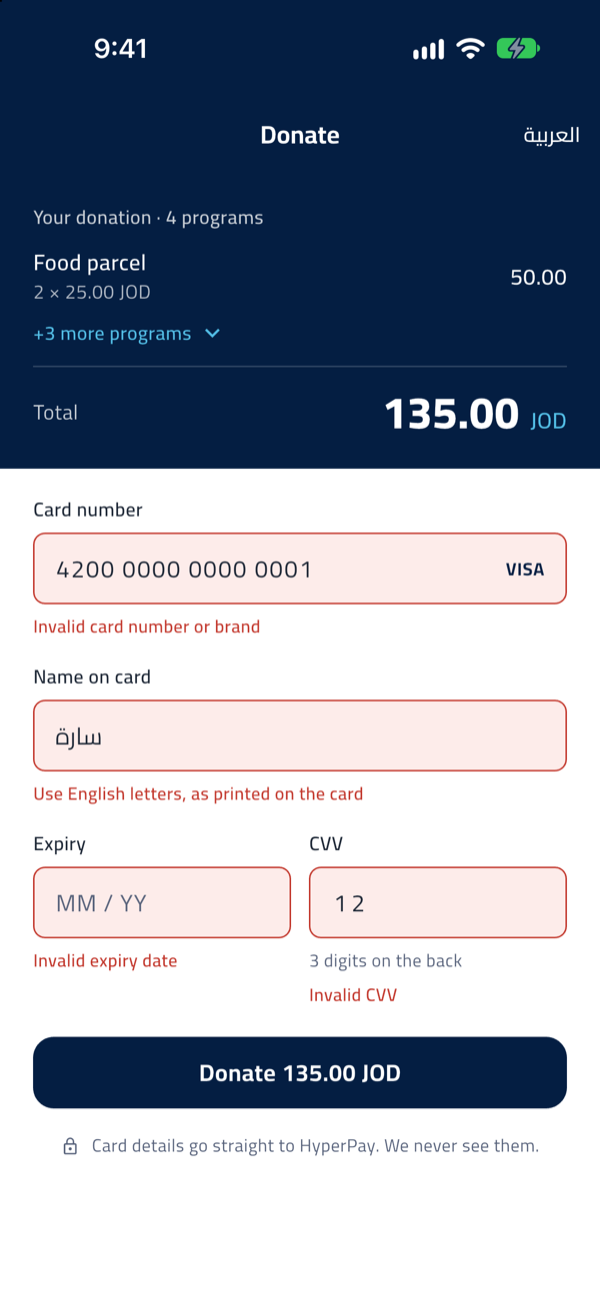 9:41
Donate
العربية
Your donation · 4 programs
Food parcel
50.00
2 × 25.00 JOD
+3 more programs
Total
135.00 JOD
Card number
4200 0000 0000 0001
VISA
Invalid card number or brand
Name on card
سارة
Use English letters, as printed on the card
Expiry
CVV
MM / YY
12
Invalid expiry date
3 digits on the back
Invalid CVV
Donate 135.00 JOD
Card details go straight to HyperPay. We never see them.